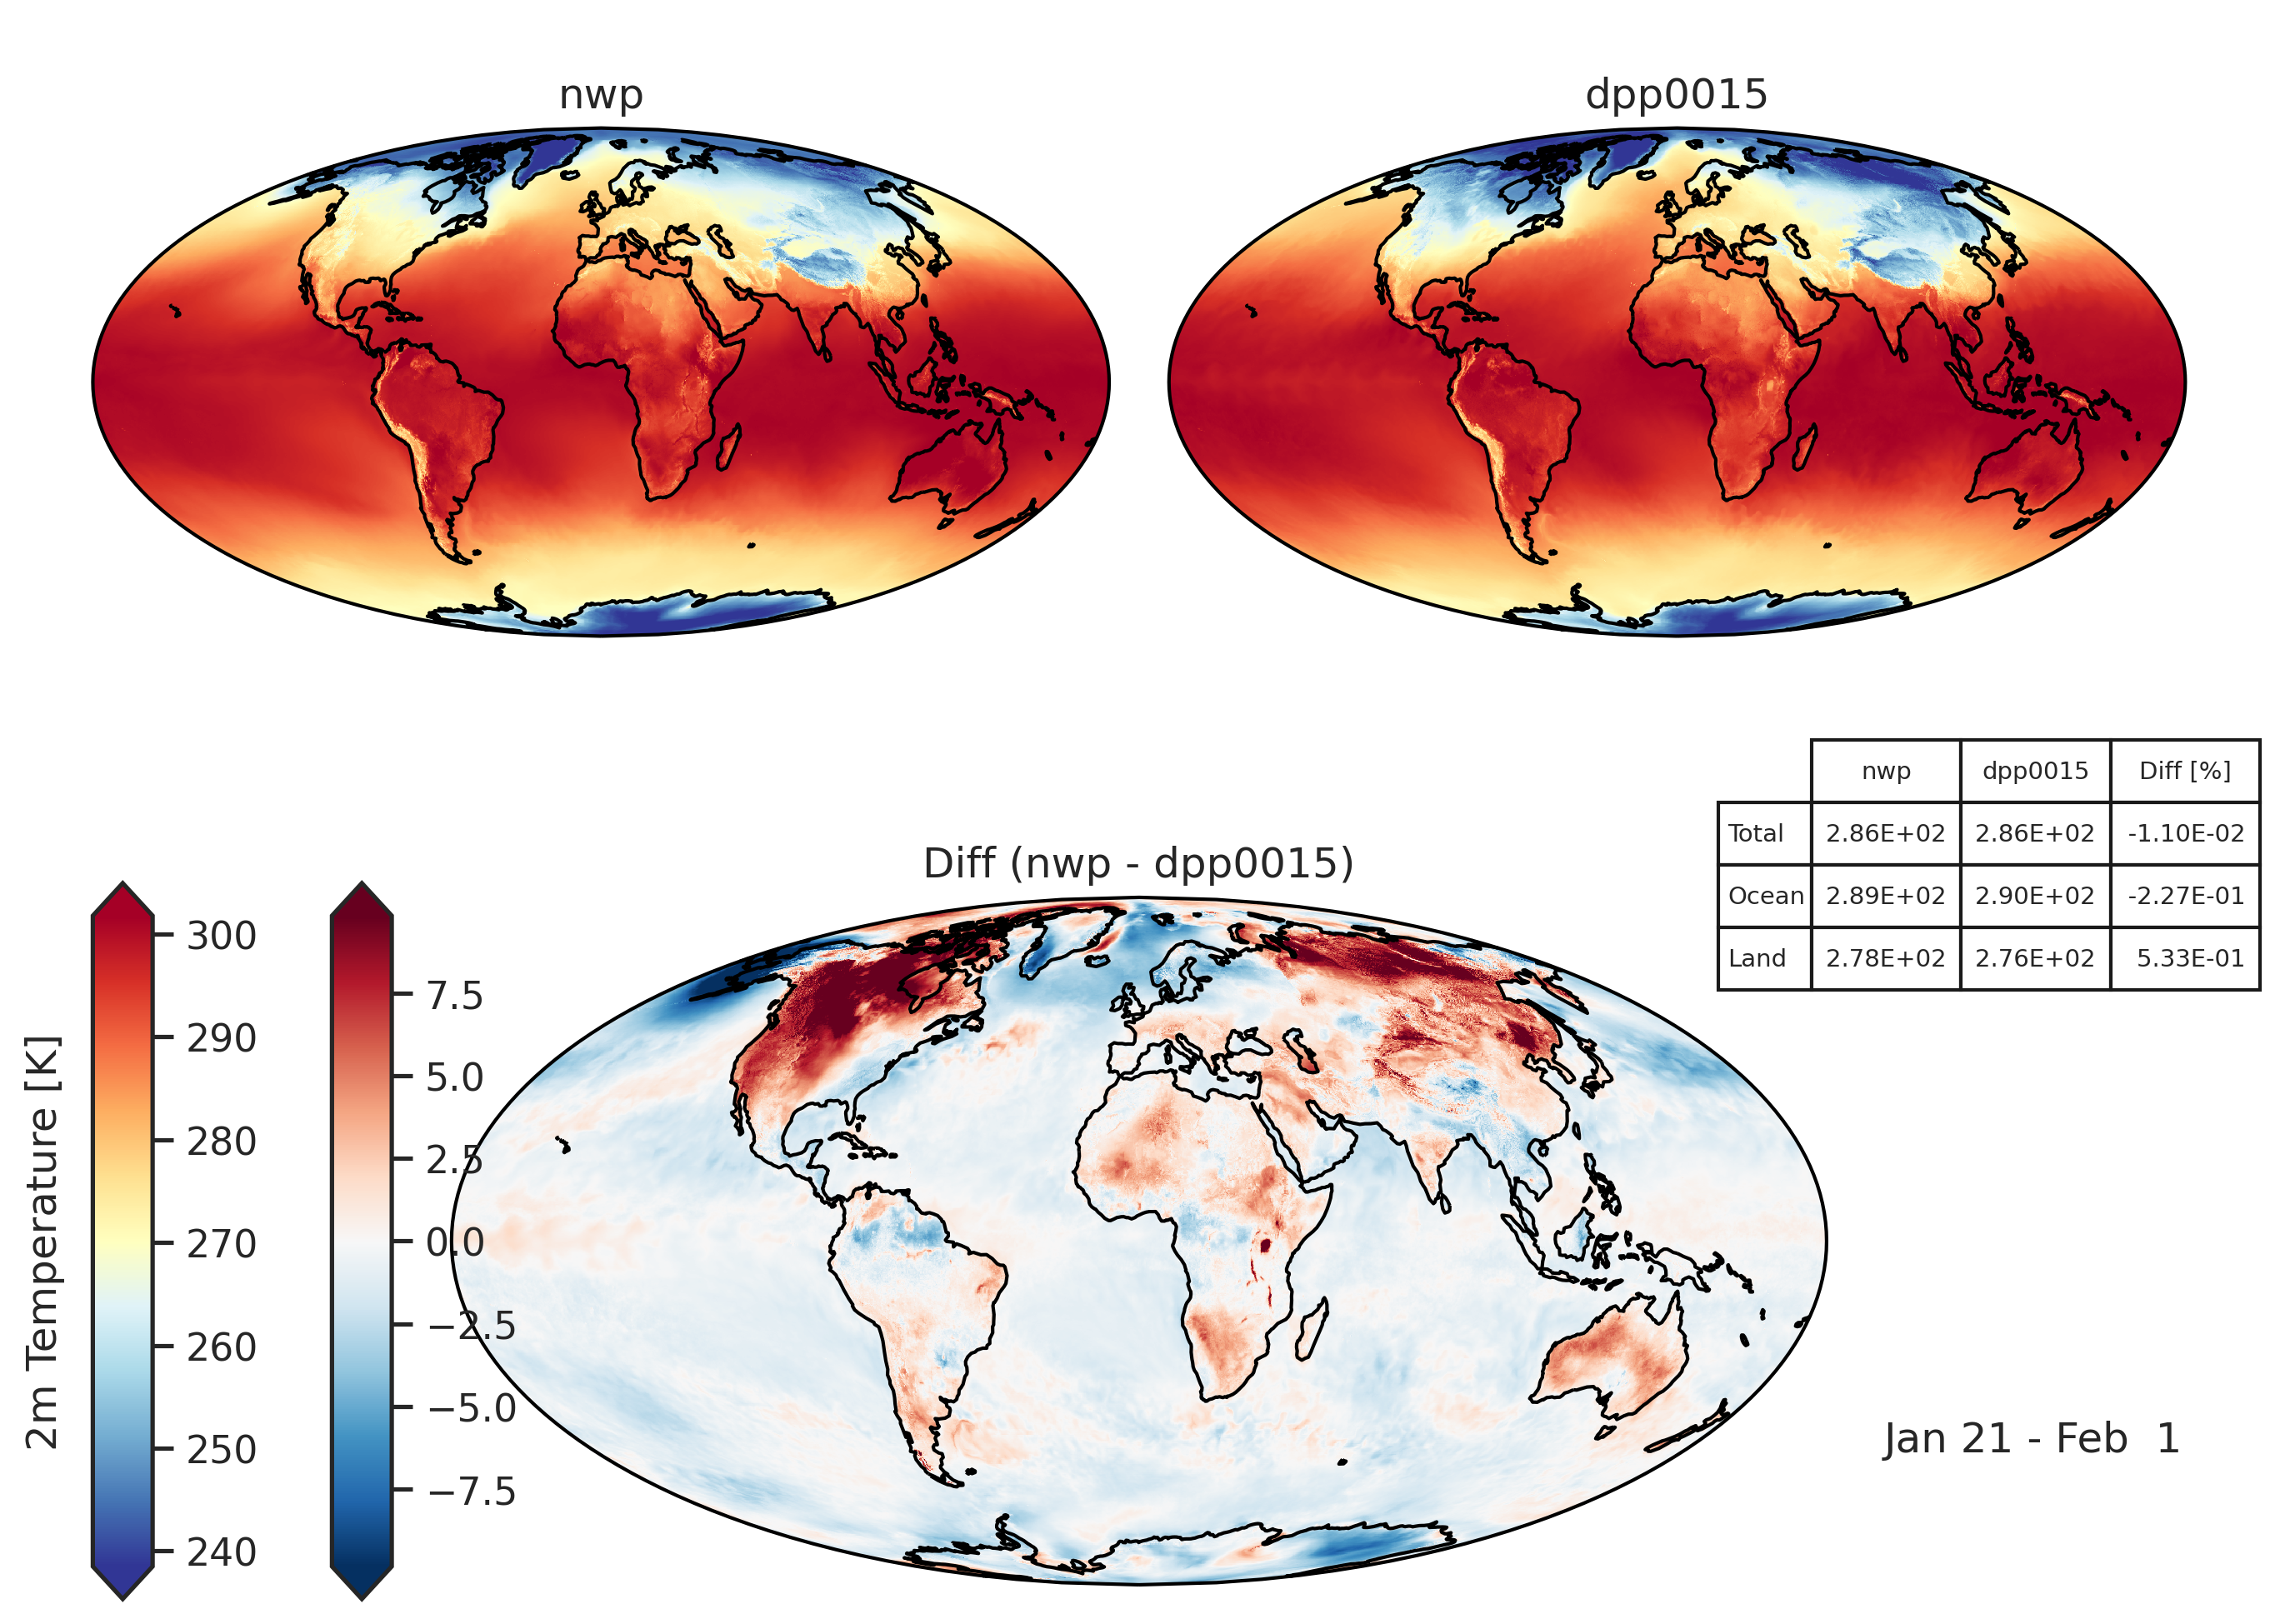 nwp
dpp0015
nwp dpp0015 Diff [%]
Total 2.86E+02 2.86E+02 -1.10E-02
Ocean 2.89E+02 2.90E+02 -2.27E-01
Land 2.78E+02 2.76E+02 5.33E-01
Diff (nwp - dpp0015)
2m Temperature [K]
300
290
280
270
260
250
240
7.5
5.0
2.5
0.0
−2.5
−5.0
−7.5
Jan 21 - Feb  1